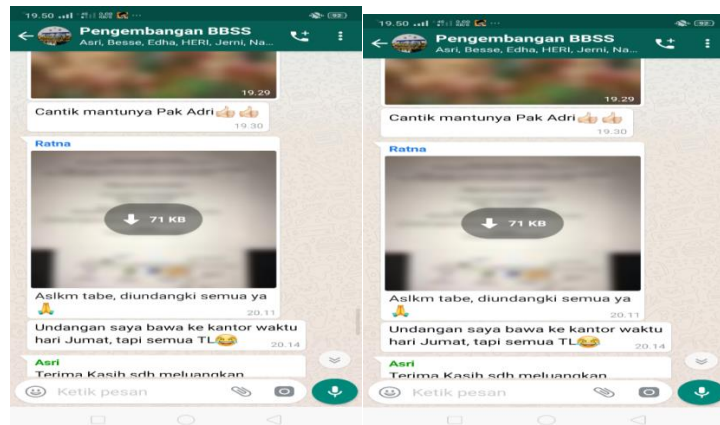 19.50
Pengembangan BBSS
Asri, Besse, Edha, HERI, Jerni, Na...
19.29
Cantik mantunya Pak Adri👍🏻👍🏻
19.30
Ratna
71 KB
Aslkm tabe, diundangki semua ya
🙏
20.11
Undangan saya bawa ke kantor waktu
hari Jumat, tapi semua TL😂
20.14
Asri
Terima Kasih sdh meluangkan
Ketik pesan
19.50
Pengembangan BBSS
Asri, Besse, Edha, HERI, Jerni, Na...
19.29
Cantik mantunya Pak Adri👍🏻👍🏻
19.30
Ratna
71 KB
Aslkm tabe, diundangki semua ya
🙏
20.11
Undangan saya bawa ke kantor waktu
hari Jumat, tapi semua TL😂
20.14
Asri
Terima Kasih sdh meluangkan
Ketik pesan